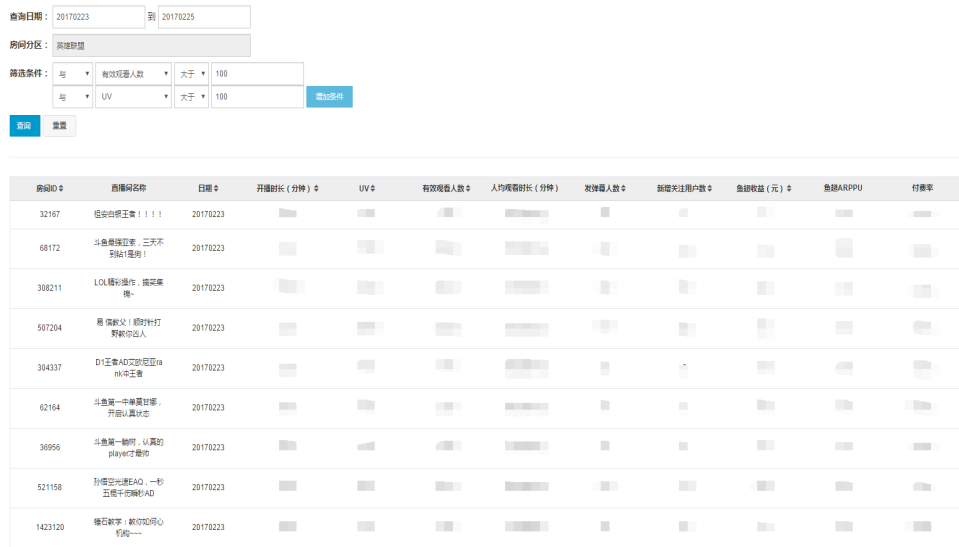 查询日期： 20170223 到 20170225
房间分区： 英雄联盟
筛选条件： 与 有效观看人数 大于 100
与 UV 大于 100 增加条件
查询 重置
房间ID 直播间名称 日期 开播时长（分钟） UV 有效观看人数 人均观看时长（分钟） 发弹幕人数 新增关注用户数 鱼翅收益（元） 鱼翅ARPPU 付费率
32167 祖安白银王者！！！！ 20170223
68172 斗鱼最强亚索，三天不
到钻1是狗！ 20170223
308211 LOL精彩操作，搞笑集
锦~ 20170223
507204 易 儒教父！顺时针打
野教你凶人 20170223
304337 D1王者AD艾欧尼亚ra
nk冲王者 20170223
62164 斗鱼第一中单莫甘娜，
开启认真状态 20170223
36956 斗鱼第一躺树，认真的
player才最帅 20170223
521158 孙悟空光速EAQ，一秒
五棍千伤瞬秒AD 20170223
1423120 锤石教学：教你如何心
机钩~~~ 20170223